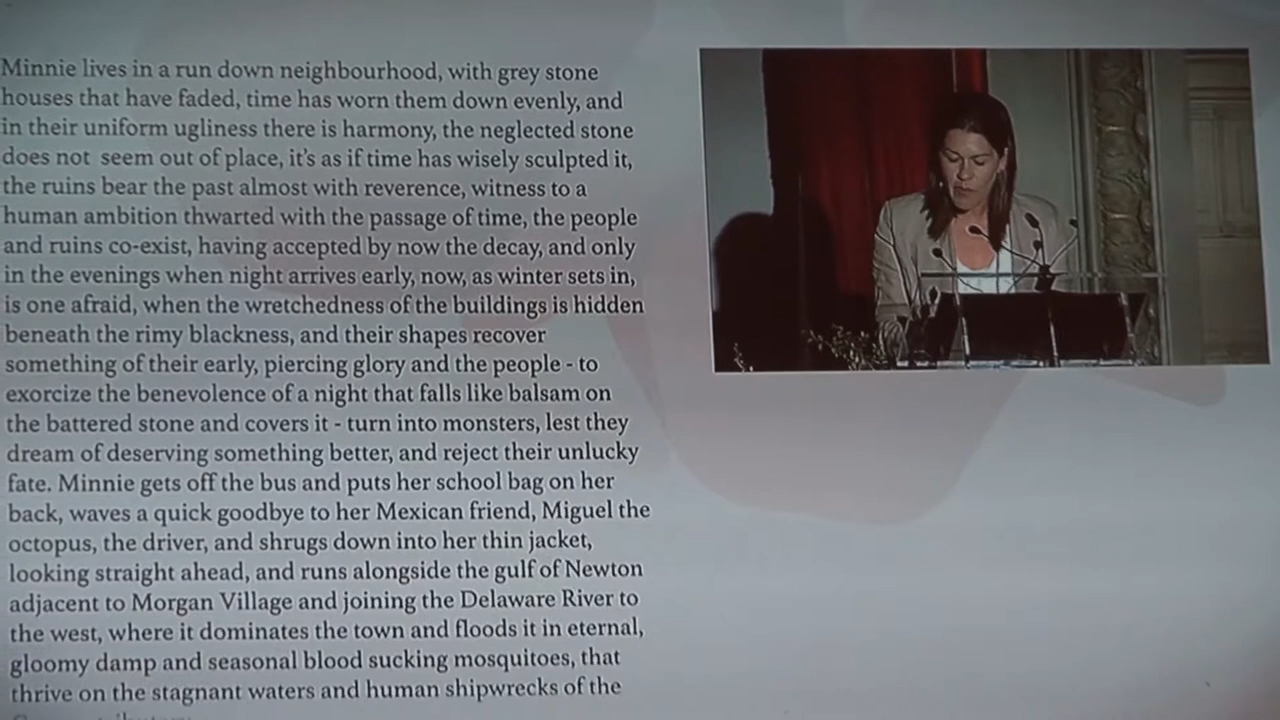 Minnie lives in a run down neighbourhood, with grey stone
houses that have faded, time has worn them down evenly, and
in their uniform ugliness there is harmony, the neglected stone
does not seem out of place, it's as if time has wisely sculpted it,
the ruins bear the past almost with reverence, witness to a
human ambition thwarted with the passage of time, the people
and ruins co-exist, having accepted by now the decay, and only
in the evenings when night arrives early, now, as winter sets in,
is one afraid, when the wretchedness of the buildings is hidden
beneath the rimy blackness, and their shapes recover
something of their early, piercing glory and the people - to
exorcize the benevolence of a night that falls like balsam on
the battered stone and covers it - turn into monsters, lest they
dream of deserving something better, and reject their unlucky
fate. Minnie gets off the bus and puts her school bag on her
back, waves a quick goodbye to her Mexican friend, Miguel the
octopus, the driver, and shrugs down into her thin jacket,
looking straight ahead, and runs alongside the gulf of Newton
adjacent to Morgan Village and joining the Delaware River to
the west, where it dominates the town and floods it in eternal,
gloomy damp and seasonal blood sucking mosquitoes, that
thrive on the stagnant waters and human shipwrecks of the